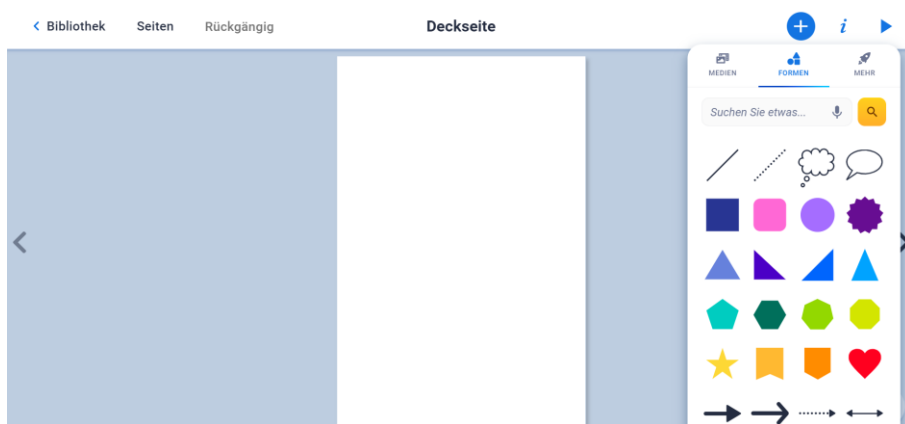 Bibliothek Seiten Rückgängig Deckseite i
MEDIEN FORMEN MEHR
Suchen Sie etwas...